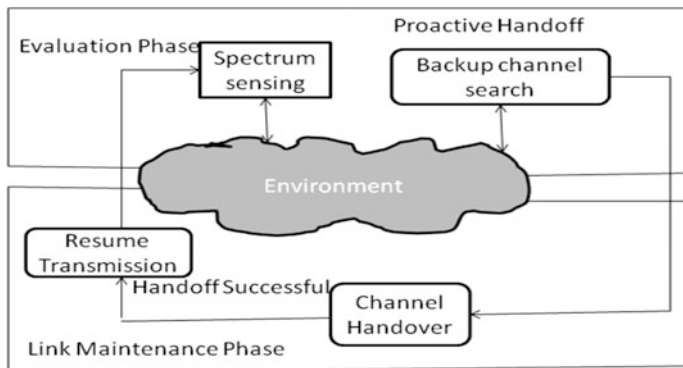 Proactive Handoff
Evaluation Phase
Spectrum
sensing
Backup channel
search
Environment
Resume
Transmission
Handoff Successful
Channel
Handover
Link Maintenance Phase